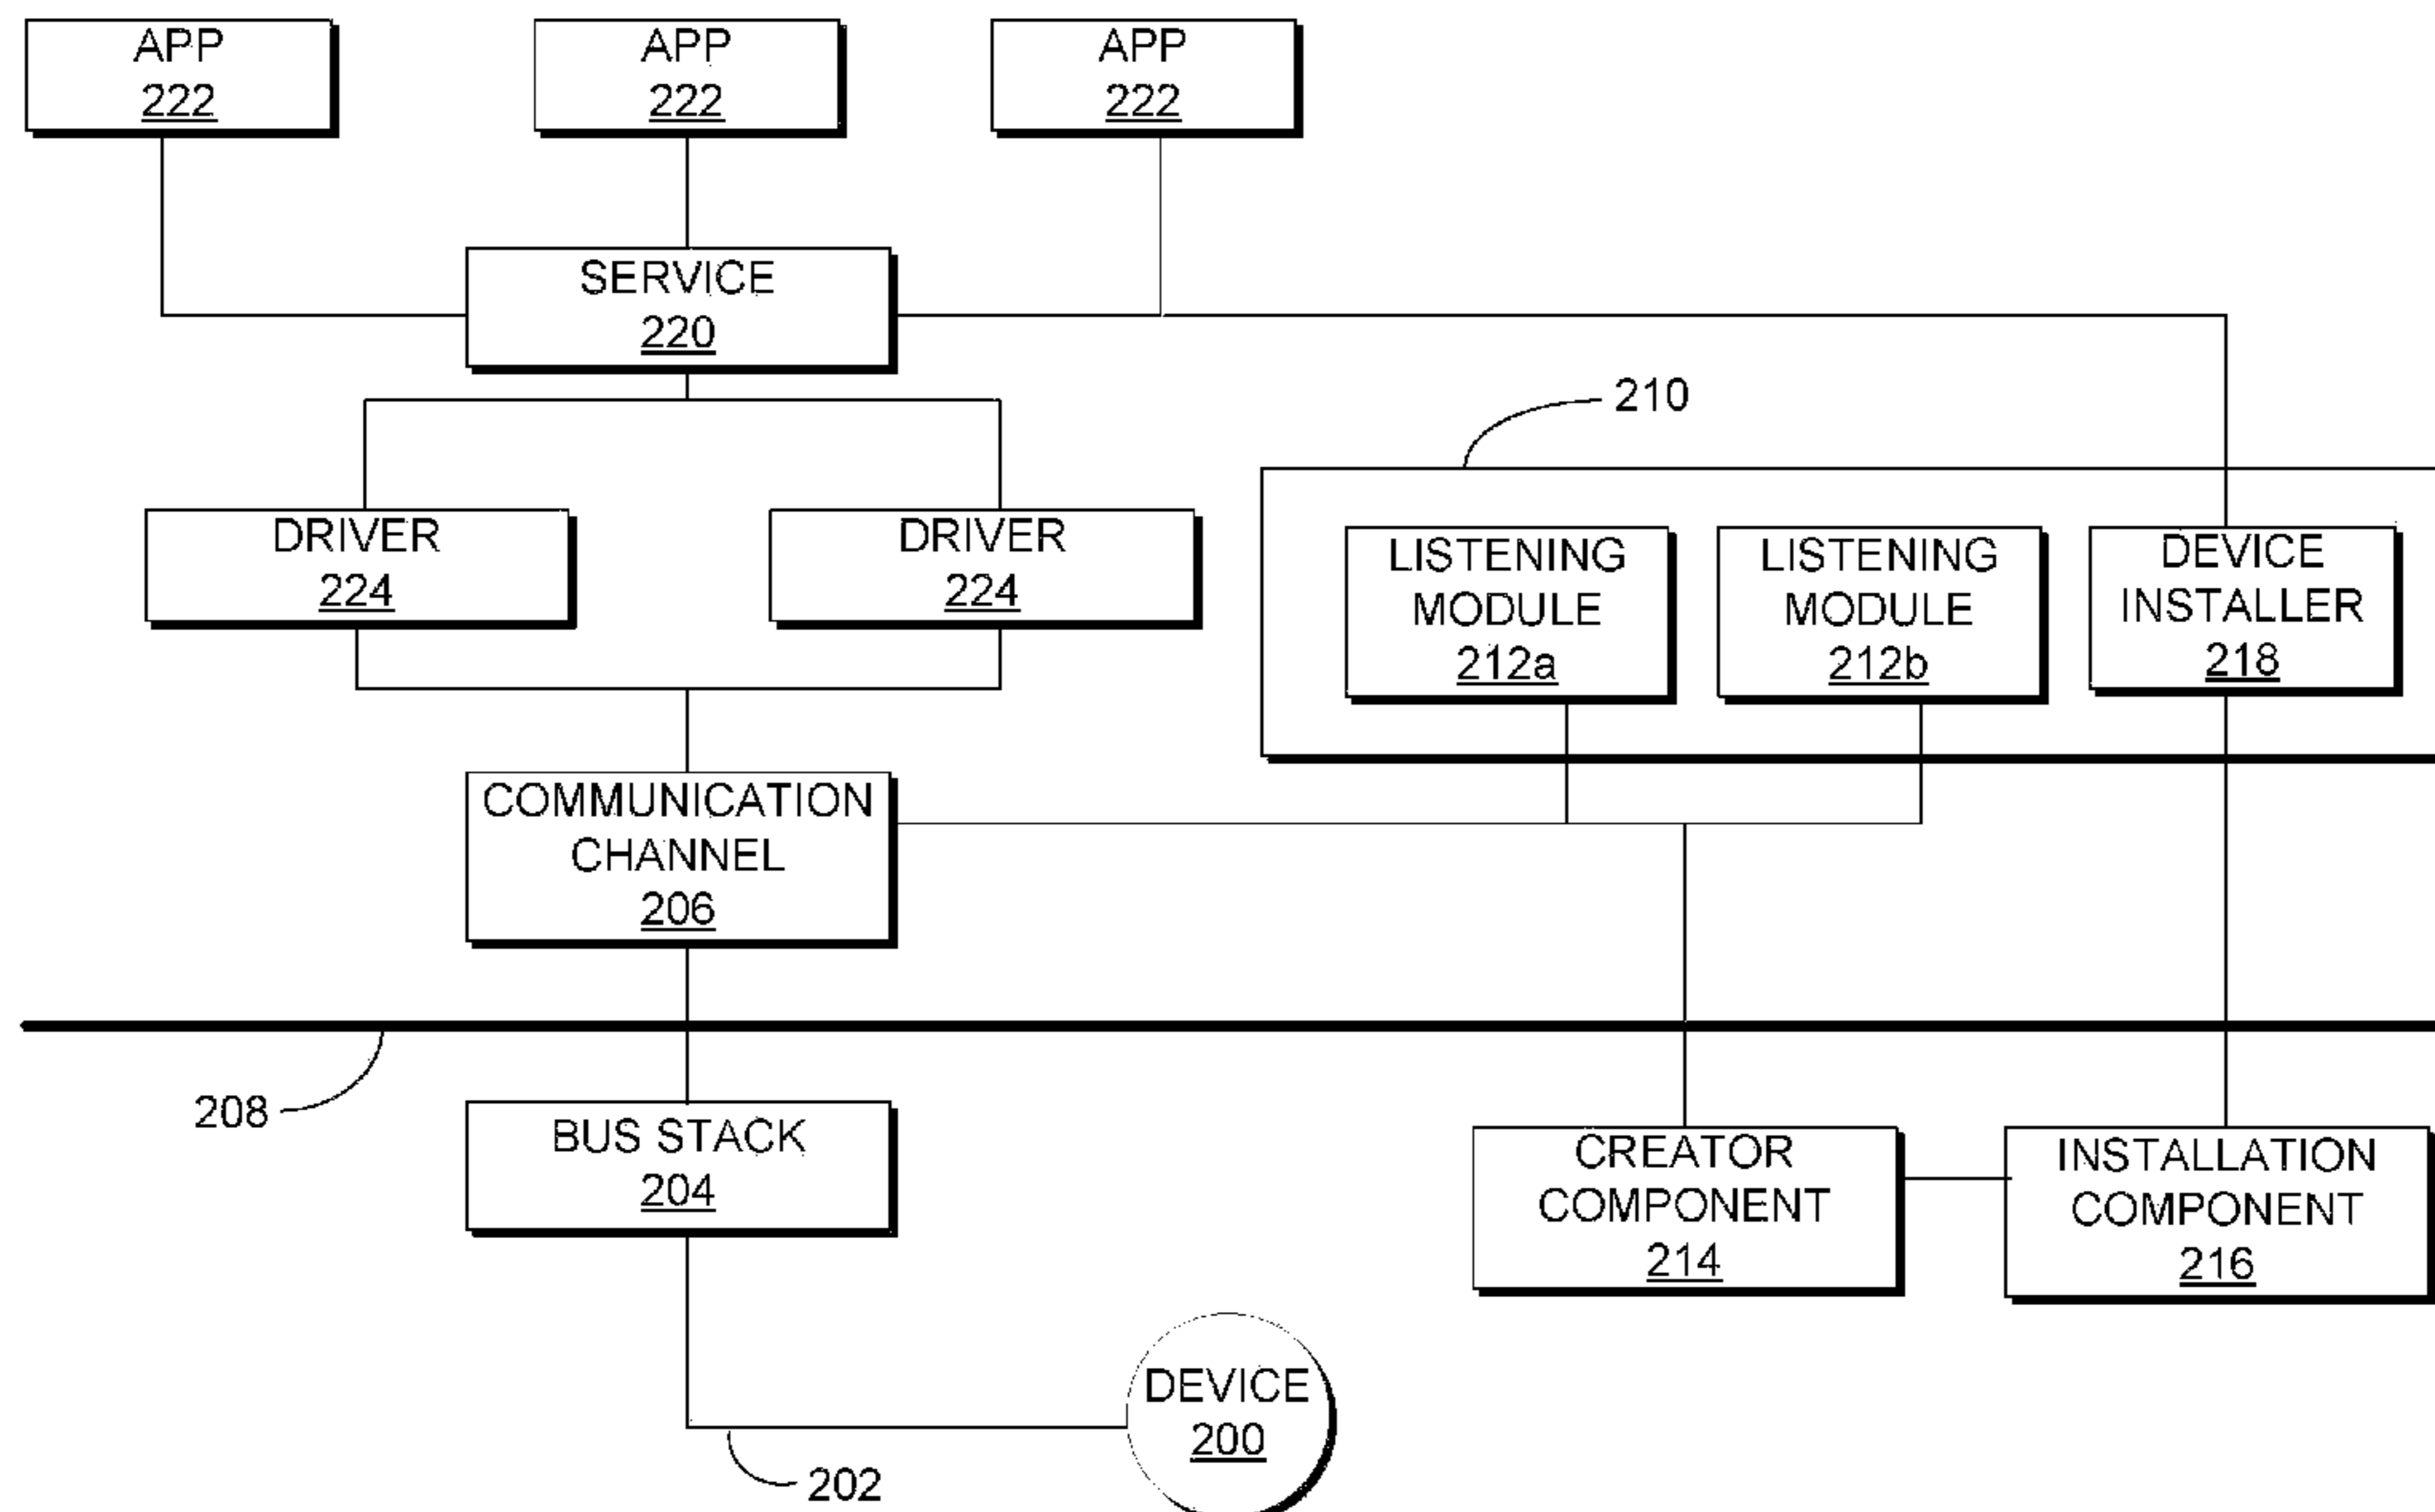 APP
222
APP
222
APP
222
SERVICE
220
210
DRIVER
224
DRIVER
224
LISTENING
MODULE
212a
LISTENING
MODULE
212b
DEVICE
INSTALLER
218
COMMUNICATION
CHANNEL
206
208
BUS STACK
204
CREATOR
COMPONENT
214
INSTALLATION
COMPONENT
216
DEVICE
200
202